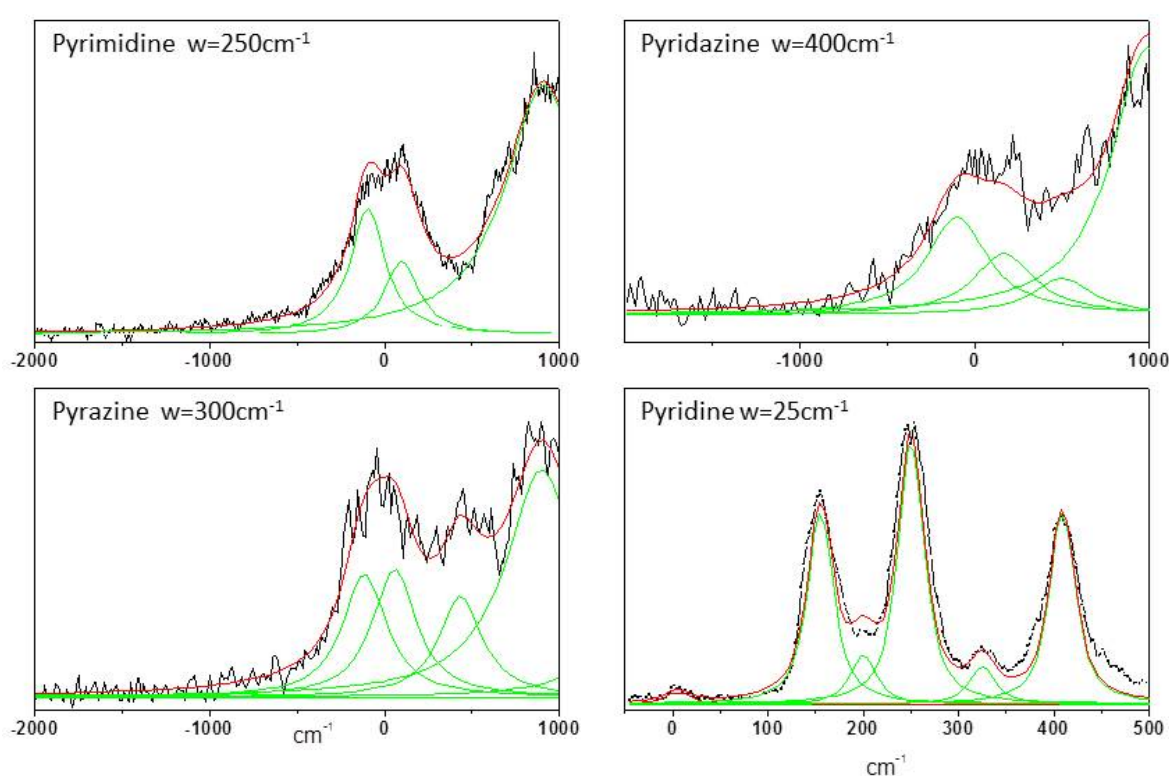 Pyrimidine w=250cm-1
-2000 -1000 0 1000
Pyridazine w=400cm-1
-1000 0 1000
Pyrazine w=300cm-1
-2000 -1000 0 1000
cm-1
Pyridine w=25cm-1
0 100 200 300 400 500
cm-1